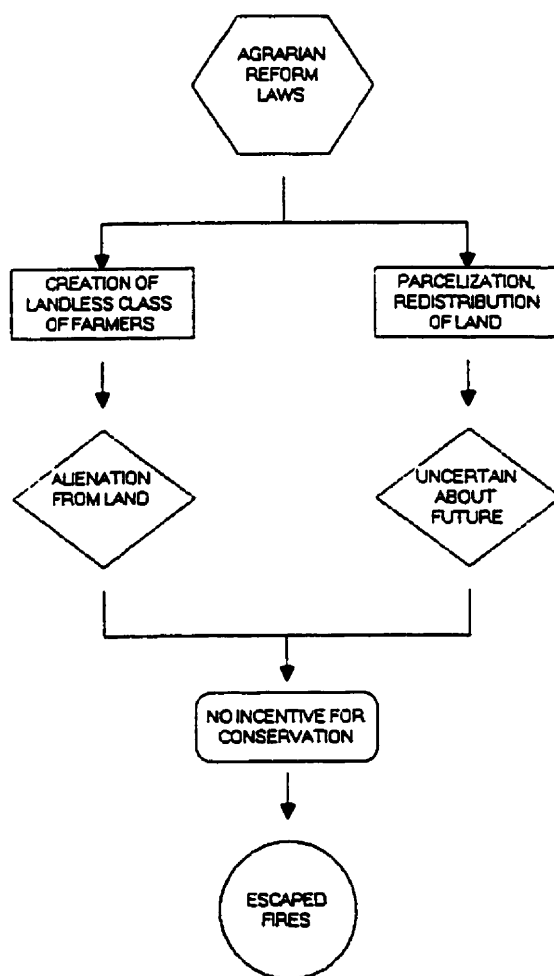 AGRARIAN
REFORM
LAWS
CREATION OF
LANDLESS CLASS
OF FARMERS
PARCELIZATION,
REDISTRIBUTION
OF LAND
ALIENATION
FROM LAND
UNCERTAIN
ABOUT
FUTURE
NO INCENTIVE FOR
CONSERVATION
ESCAPED
FIRES